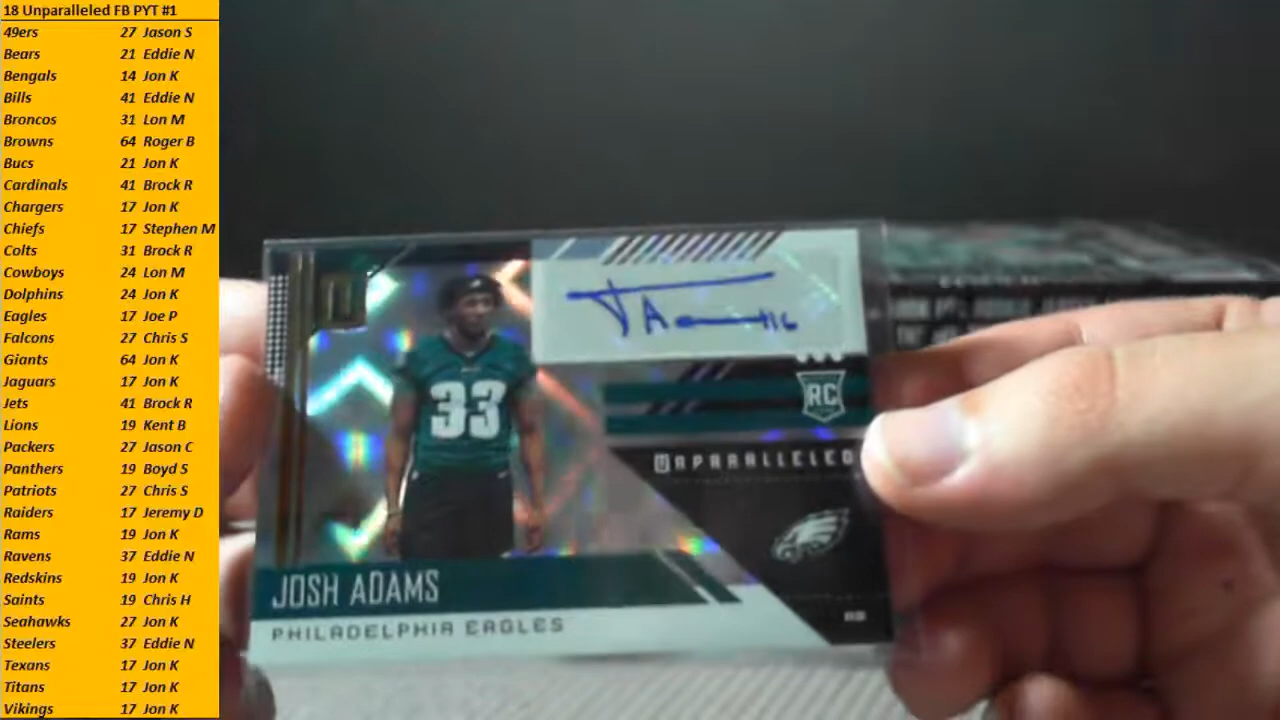 18 Unparalleled FB PYT #1
49ers 27 Jason S
Bears 21 Eddie N
Bengals 14 Jon K
Bills 41 Eddie N
Broncos 31 Lon M
Browns 64 Roger B
Bucs 21 Jon K
Cardinals 41 Brock R
Chargers 17 Jon K
Chiefs 17 Stephen M
Colts 31 Brock R
Cowboys 24 Lon M
Dolphins 24 Jon K
Eagles 17 Joe P
Falcons 27 Chris S
Giants 64 Jon K
Jaguars 17 Jon K
Jets 41 Brock R
Lions 19 Kent B
Packers 27 Jason C
Panthers 19 Boyd S
Patriots 27 Chris S
Raiders 17 Jeremy D
Rams 19 Jon K
Ravens 37 Eddie N
Redskins 19 Jon K
Saints 19 Chris H
Seahawks 27 Jon K
Steelers 37 Eddie N
Texans 17 Jon K
Titans 17 Jon K
Vikings 17 Jon K
33
RC
UNPARALLELED
JOSH ADAMS
PHILADELPHIA EAGLES
RB